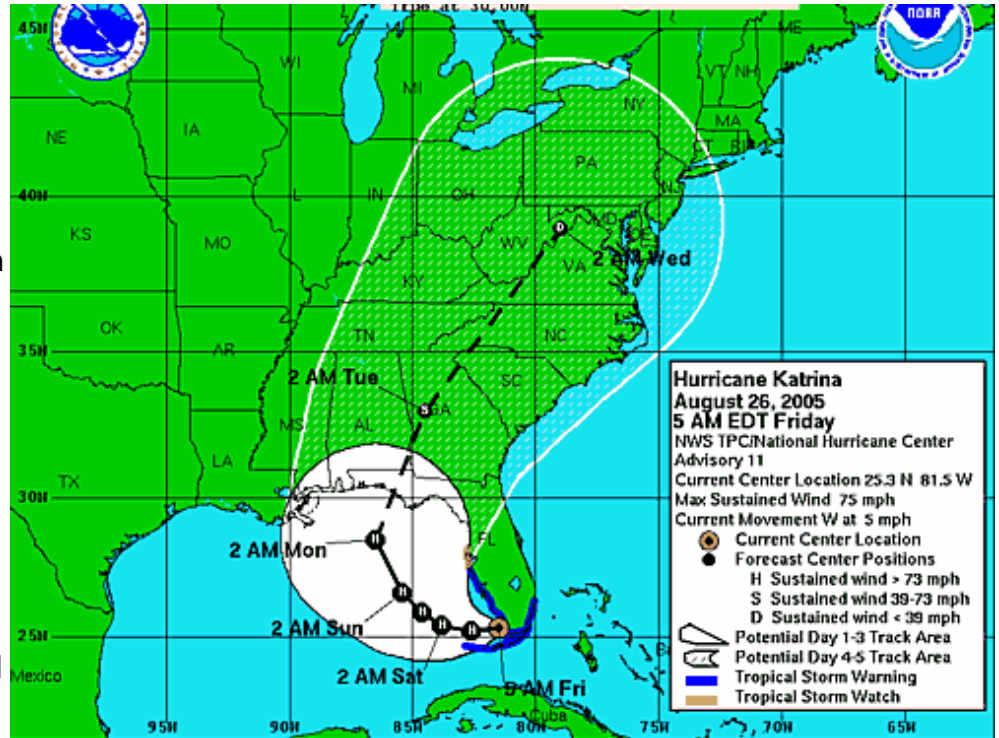 45N
NOAA
ME
WI
MI
VT
NH
NY
MA
CT
RI
NE
IA
PA
IN
OH
NJ
40N
KS
MO
WV
MD
DE
VA
2 AM Wed
KY
OK
AR
TN
NC
35N
2 AM Tue
SC
S
GA
MS
AL
LA
TX
30N
FL
2 AM Mon
H
2 AM Sun
H
H
H
H
25N
2 AM Sat
5 AM Fri
Mexico
Cuba
95W
90W
85W
80W
75W
70W
65W
D
Hurricane Katrina
August 26, 2005
5 AM EDT Friday
NWS TPC/National Hurricane Center
Advisory 11
Current Center Location 25.3 N 81.5 W
Max Sustained Wind 75 mph
Current Movement W at 5 mph
Current Center Location
Forecast Center Positions
H Sustained wind > 73 mph
S Sustained wind 39-73 mph
D Sustained wind < 39 mph
Potential Day 1-3 Track Area
Potential Day 4-5 Track Area
Tropical Storm Warning
Tropical Storm Watch